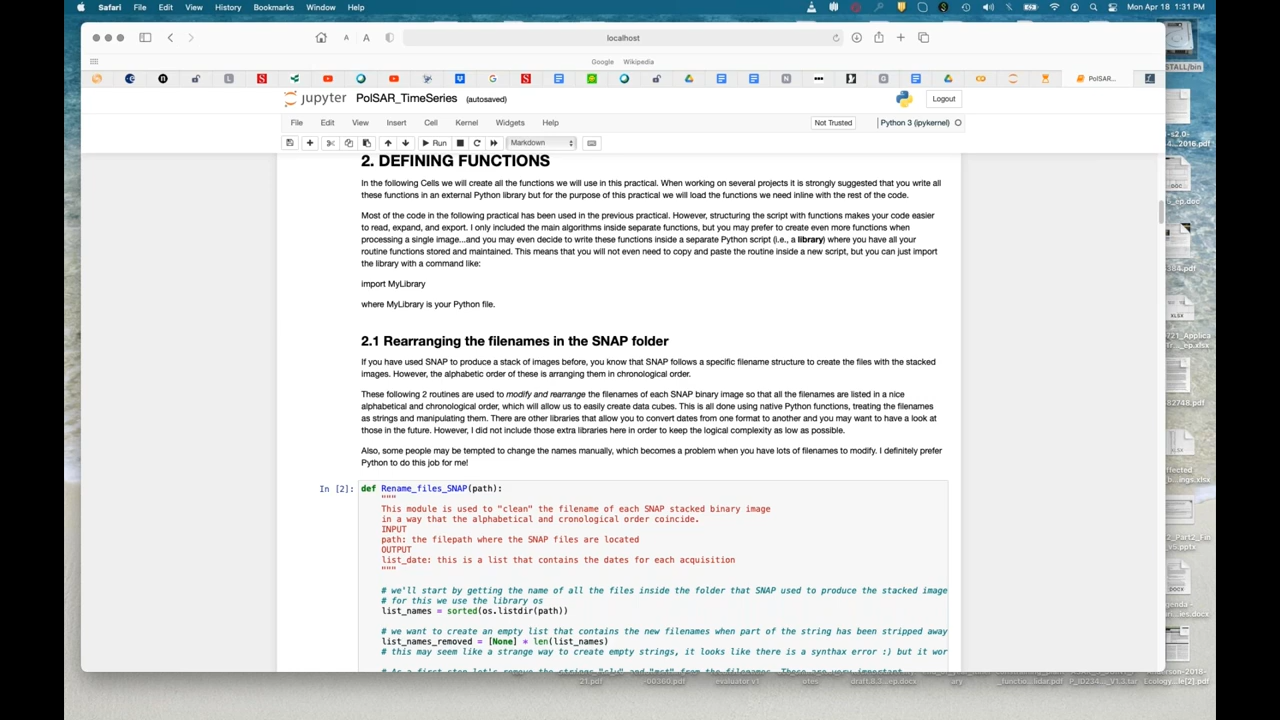 Safari File Edit View History Bookmarks Window Help
Mon Apr 18 1:31 PM
A A localhost
Google Wikipedia
PolSAR...
jupyter PolSAR_TimeSeries (autosaved)
Logout
File Edit View Insert Cell Kernel Widgets Help
Not Trusted Python 3 (ipykernel)
Run Markdown
2. DEFINING FUNCTIONS
In the following Cells we will create all the functions we will use in this practical. When working on several projects it is strongly suggested that you write all
these functions in an external Python library but for the purpose of this practical we will load the functions we need inline with the rest of the code.
Most of the code in the following practical has been used in the previous practical. However, structuring the script with functions makes your code easier
to read, expand, and export. I only included the main algorithms inside separate functions, but you may prefer to create even more functions when
processing a single image...and you may even decide to write these functions inside a separate Python script (i.e., a library) where you have all your
routine functions stored and maintained. This means that you will not even need to copy and paste the routine inside a new script, but you can just import
the library with a command like:
import MyLibrary
where MyLibrary is your Python file.
2.1 Rearranging the filenames in the SNAP folder
If you have used SNAP to produce a stack of images before, you know that SNAP follows a specific filename structure to create the files with the stacked
images. However, the alphabetic order of these is arranging them in chronological order.
These following 2 routines are used to modify and rearrange the filenames of each SNAP binary image so that all the filenames are listed in a nice
alphabetical and chronological order, which will allow us to easily create data cubes. This is all done using native Python functions, treating the filenames
as strings and manipulating them. There are other libraries that allow you to convert dates from one format to another and you may want to have a look at
those in the future. However, I did not include those extra libraries here in order to keep the logical complexity as low as possible.
Also, some people may be tempted to change the names manually, which becomes a problem when you have lots of filenames to modify. I definitely prefer
Python to do this job for me!
In [2]: def Rename_files_SNAP(path):
"""
This module is used to "clean" the filename of each SNAP stacked binary image
in a way that the alphabetical and cronological order coincide.
INPUT
path: the filepath where the SNAP files are located
OUTPUT
list_date: this is a list that contains the dates for each acquisition
"""
# we'll start by getting the name of all the files inside the folder that SNAP used to produce the stacked image
# for this we use the library os
list_names = sorted(os.listdir(path))
# we want to create an empty list that contains the new filenames when part of the string has been stripped away
list_names_removed = [None] * len(list_names)
# this may seem like a strange way to create empty strings, it looks like there is a synthax error :) but it wor